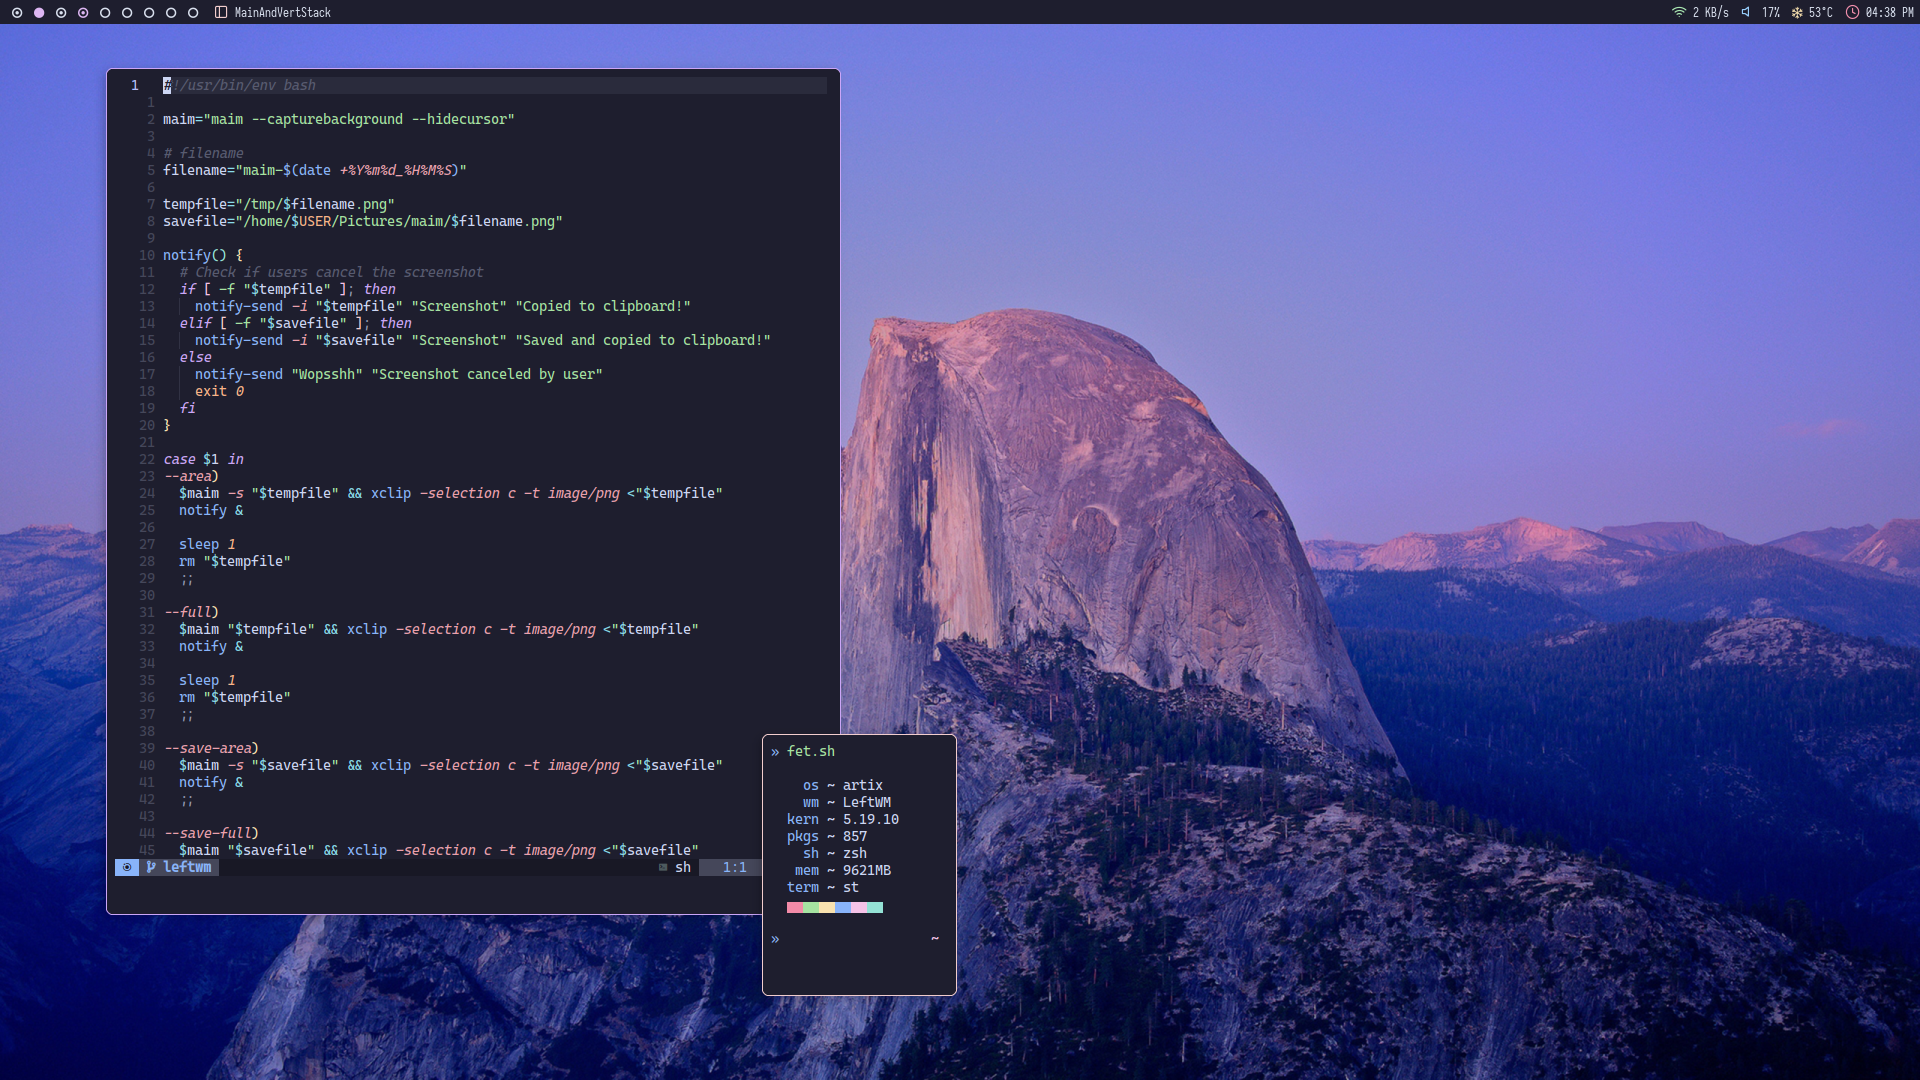 MainAndVertStack
2 KB/s 17% 53°C 04:38 PM
1 #!/usr/bin/env bash
1
2 maim="maim --capturebackground --hidecursor"
3
4 # filename
5 filename="maim-$(date +%Y%m%d_%H%M%S)"
6
7 tempfile="/tmp/$filename.png"
8 savefile="/home/$USER/Pictures/maim/$filename.png"
9
10 notify() {
11   # Check if users cancel the screenshot
12   if [ -f "$tempfile" ]; then
13     notify-send -i "$tempfile" "Screenshot" "Copied to clipboard!"
14   elif [ -f "$savefile" ]; then
15     notify-send -i "$savefile" "Screenshot" "Saved and copied to clipboard!"
16   else
17     notify-send "Wopsshh" "Screenshot canceled by user"
18     exit 0
19   fi
20 }
21
22 case $1 in
23 --area)
24   $maim -s "$tempfile" && xclip -selection c -t image/png <"$tempfile"
25   notify &
26
27   sleep 1
28   rm "$tempfile"
29   ;;
30
31 --full)
32   $maim "$tempfile" && xclip -selection c -t image/png <"$tempfile"
33   notify &
34
35   sleep 1
36   rm "$tempfile"
37   ;;
38
39 --save-area)
40   $maim -s "$savefile" && xclip -selection c -t image/png <"$savefile"
41   notify &
42   ;;
43
44 --save-full)
45   $maim "$savefile" && xclip -selection c -t image/png <"$savefile"
leftwm sh 1:1
» fet.sh
os ~ artix
wm ~ LeftWM
kern ~ 5.19.10
pkgs ~ 857
sh ~ zsh
mem ~ 9621MB
term ~ st
» ~